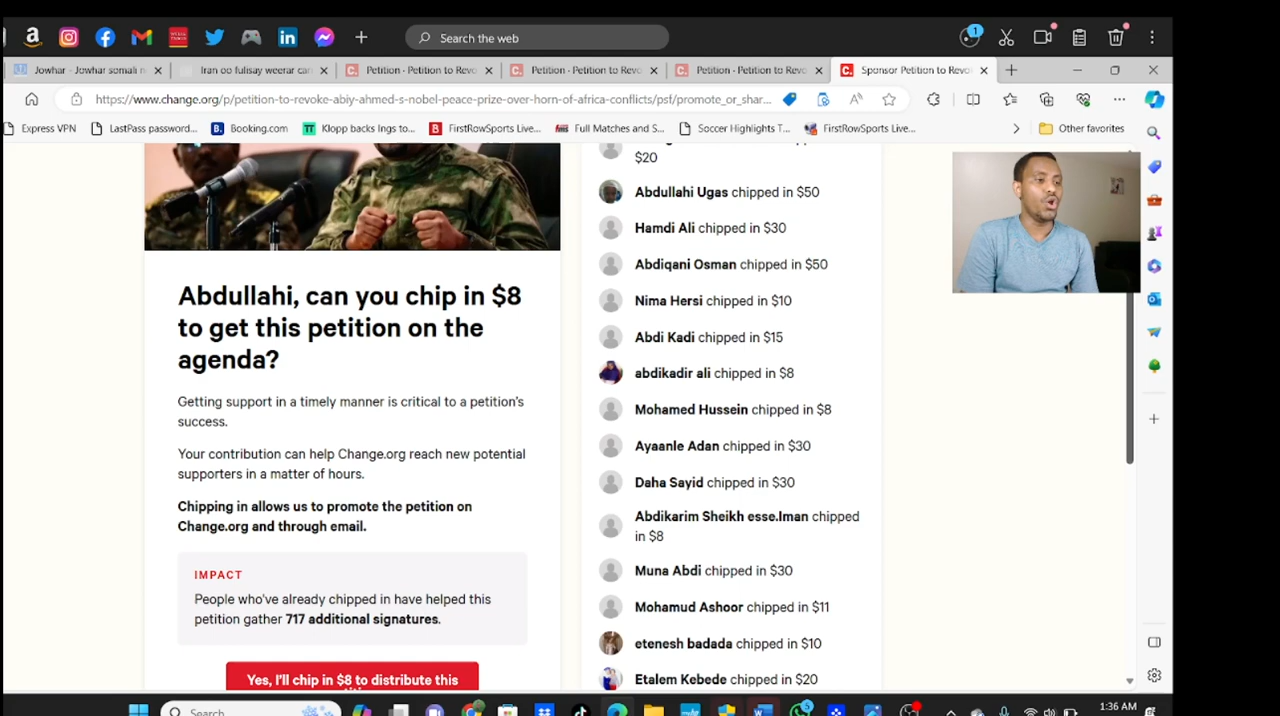 Search the web
1
Jowhar - Jowhar somali n
Iran oo fulisay weerar can
Petition · Petition to Revo
Petition · Petition to Revo
Petition · Petition to Revo
Sponsor Petition to Revo
https://www.change.org/p/petition-to-revoke-abiy-ahmed-s-nobel-peace-prize-over-horn-of-africa-conflicts/psf/promote_or_shar...
Express VPN
LastPass password...
Booking.com
Klopp backs Ings to...
FirstRowSports Live...
Full Matches and S...
Soccer Highlights T...
FirstRowSports Live...
Other favorites
Abdullahi, can you chip in $8
to get this petition on the
agenda?
Getting support in a timely manner is critical to a petition's
success.
Your contribution can help Change.org reach new potential
supporters in a matter of hours.
Chipping in allows us to promote the petition on
Change.org and through email.
IMPACT
People who've already chipped in have helped this
petition gather 717 additional signatures.
Yes, I'll chip in $8 to distribute this
$20
Abdullahi Ugas chipped in $50
Hamdi Ali chipped in $30
Abdiqani Osman chipped in $50
Nima Hersi chipped in $10
Abdi Kadi chipped in $15
abdikadir ali chipped in $8
Mohamed Hussein chipped in $8
Ayaanle Adan chipped in $30
Daha Sayid chipped in $30
Abdikarim Sheikh esse.Iman chipped
in $8
Muna Abdi chipped in $30
Mohamud Ashoor chipped in $11
etenesh badada chipped in $10
Etalem Kebede chipped in $20
Search
1:36 AM